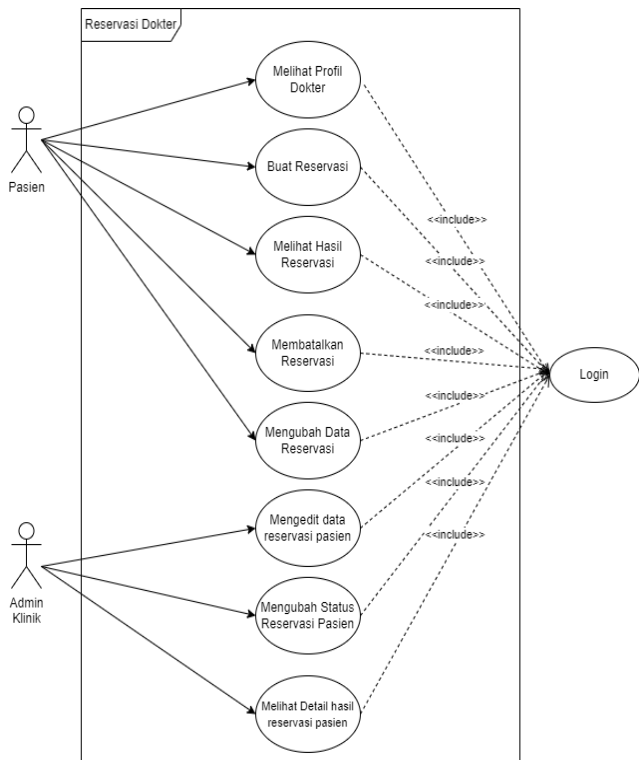 Reservasi Dokter
Melihat Profil
Dokter
Pasien
Buat Reservasi
<<include>>
Melihat Hasil
Reservasi
<<include>>
<<include>>
Membatalkan
Reservasi
<<include>>
Login
<<include>>
Mengubah Data
Reservasi
<<include>>
<<include>>
Mengedit data
reservasi pasien
<<include>>
Admin
Klinik
Mengubah Status
Reservasi Pasien
Melihat Detail hasil
reservasi pasien